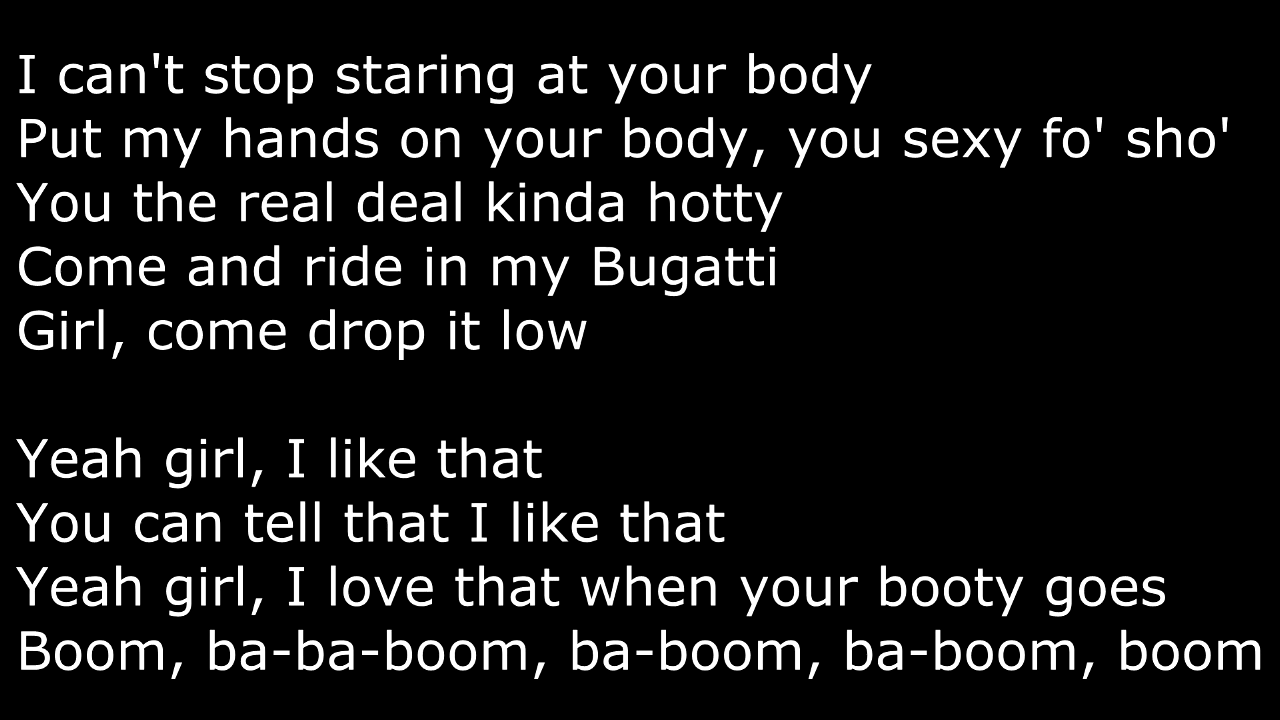 I can't stop staring at your body
Put my hands on your body, you sexy fo' sho'
You the real deal kinda hotty
Come and ride in my Bugatti
Girl, come drop it low

Yeah girl, I like that
You can tell that I like that
Yeah girl, I love that when your booty goes
Boom, ba-ba-boom, ba-boom, ba-boom, boom